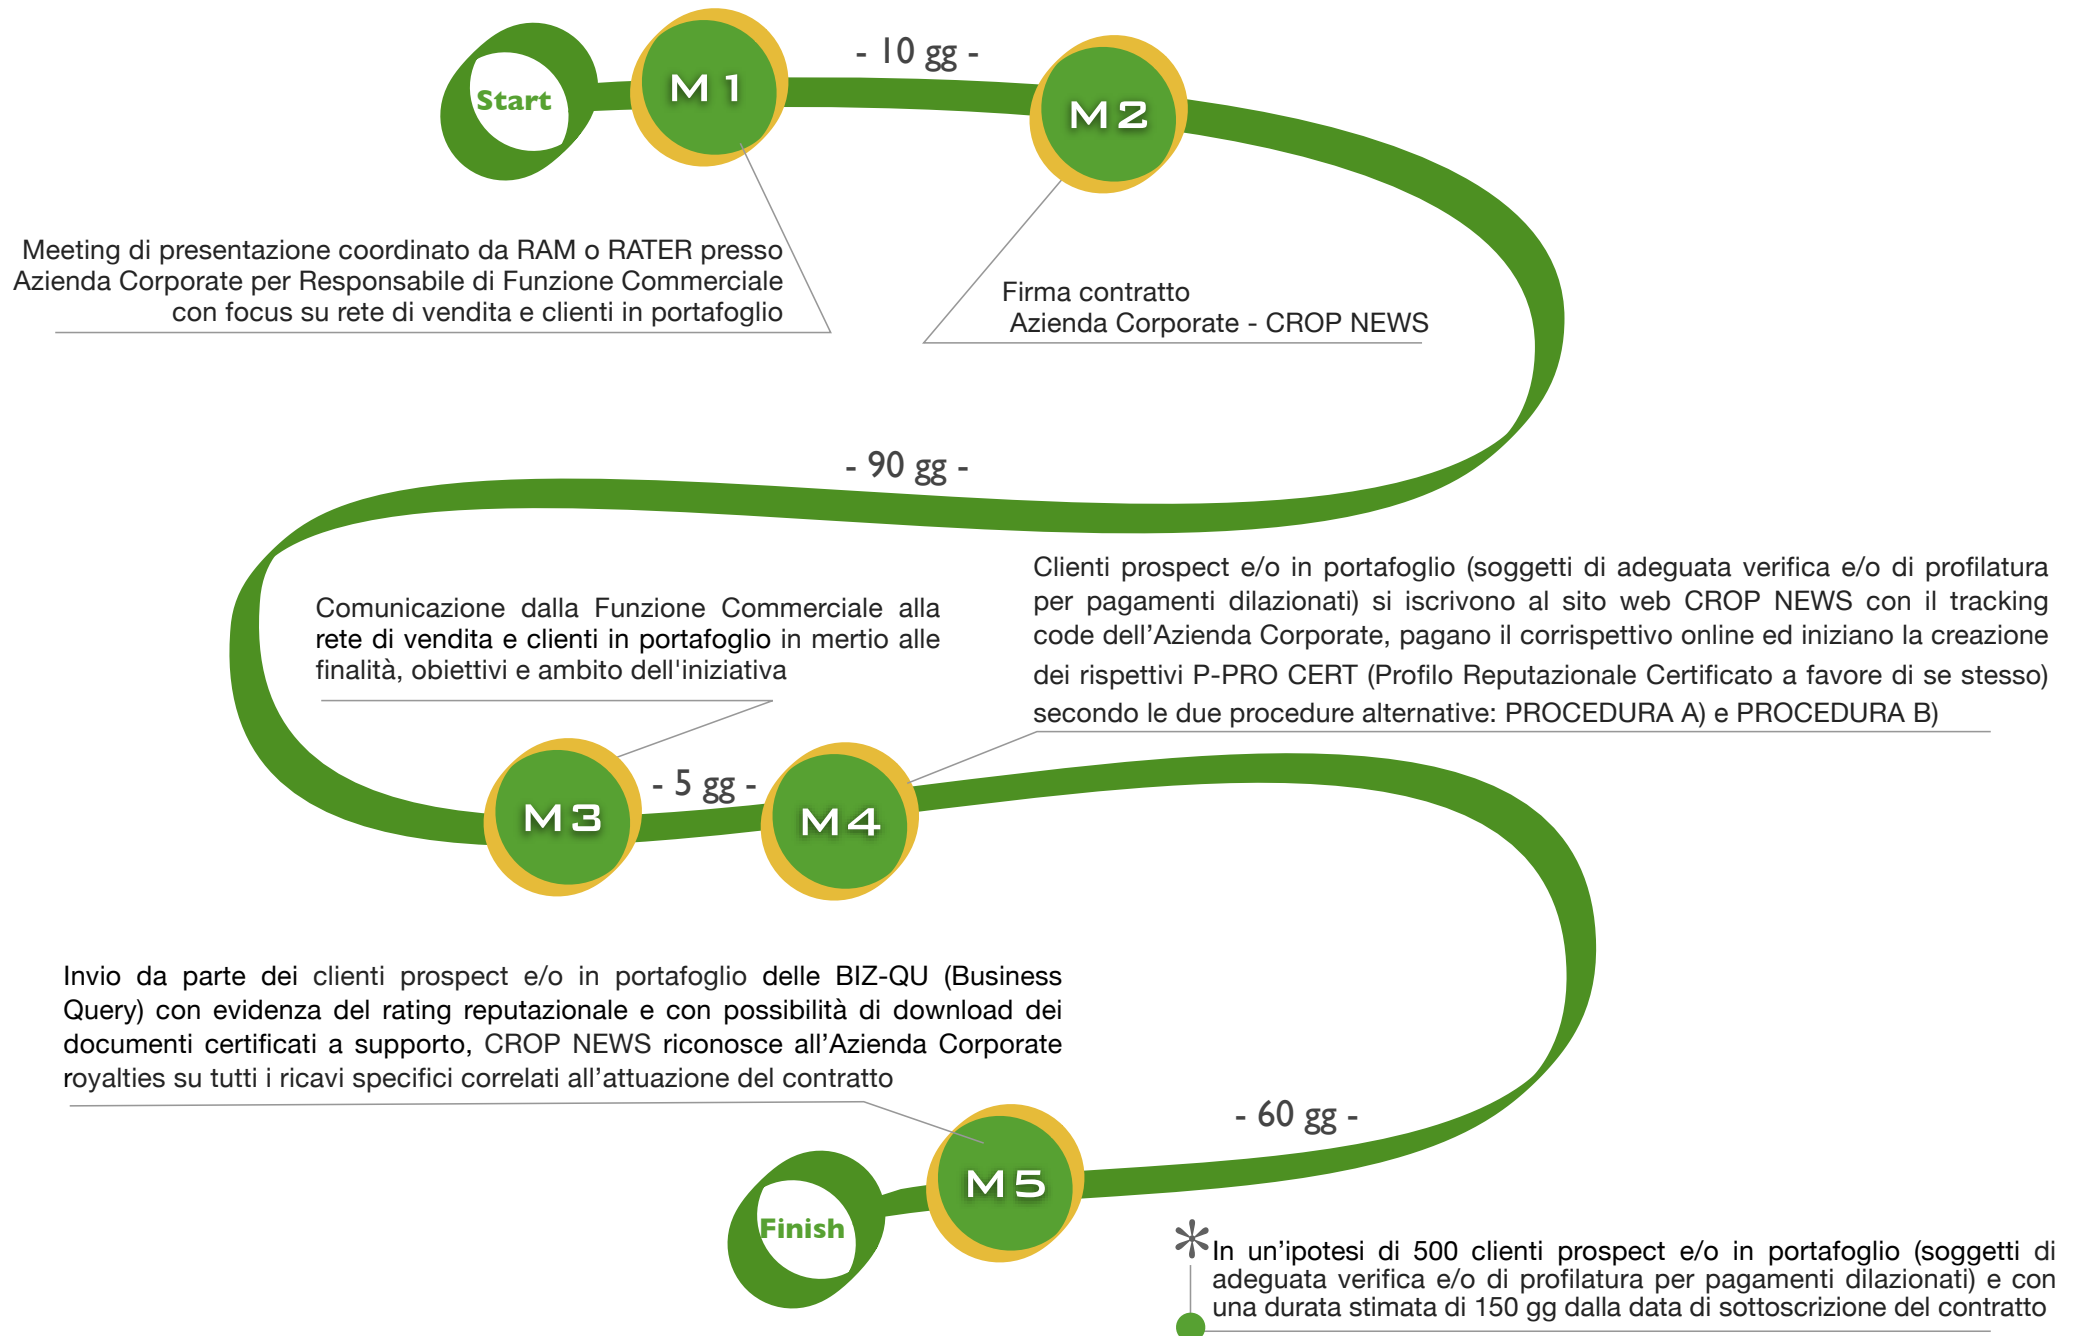 Start
M 1
- 10 gg -
M2
Meeting di presentazione coordinato da RAM o RATER presso
Azienda Corporate per Responsabile di Funzione Commerciale
con focus su rete di vendita e clienti in portafoglio
Firma contratto
Azienda Corporate - CROP NEWS
- 90 gg -
Comunicazione dalla Funzione Commerciale alla
rete di vendita e clienti in portafoglio in mertio alle
finalità, obiettivi e ambito dell'iniziativa
Clienti prospect e/o in portafoglio (soggetti di adeguata verifica e/o di profilatura
per pagamenti dilazionati) si iscrivono al sito web CROP NEWS con il tracking
code dell’Azienda Corporate, pagano il corrispettivo online ed iniziano la creazione
dei rispettivi P-PRO CERT (Profilo Reputazionale Certificato a favore di se stesso)
secondo le due procedure alternative: PROCEDURA A) e PROCEDURA B)
M3
- 5 gg -
M4
Invio da parte dei clienti prospect e/o in portafoglio delle BIZ-QU (Business
Query) con evidenza del rating reputazionale e con possibilità di download dei
documenti certificati a supporto, CROP NEWS riconosce all’Azienda Corporate
royalties su tutti i ricavi specifici correlati all’attuazione del contratto
- 60 gg -
M5
Finish
*In un’ipotesi di 500 clienti prospect e/o in portafoglio (soggetti di
adeguata verifica e/o di profilatura per pagamenti dilazionati) e con
una durata stimata di 150 gg dalla data di sottoscrizione del contratto